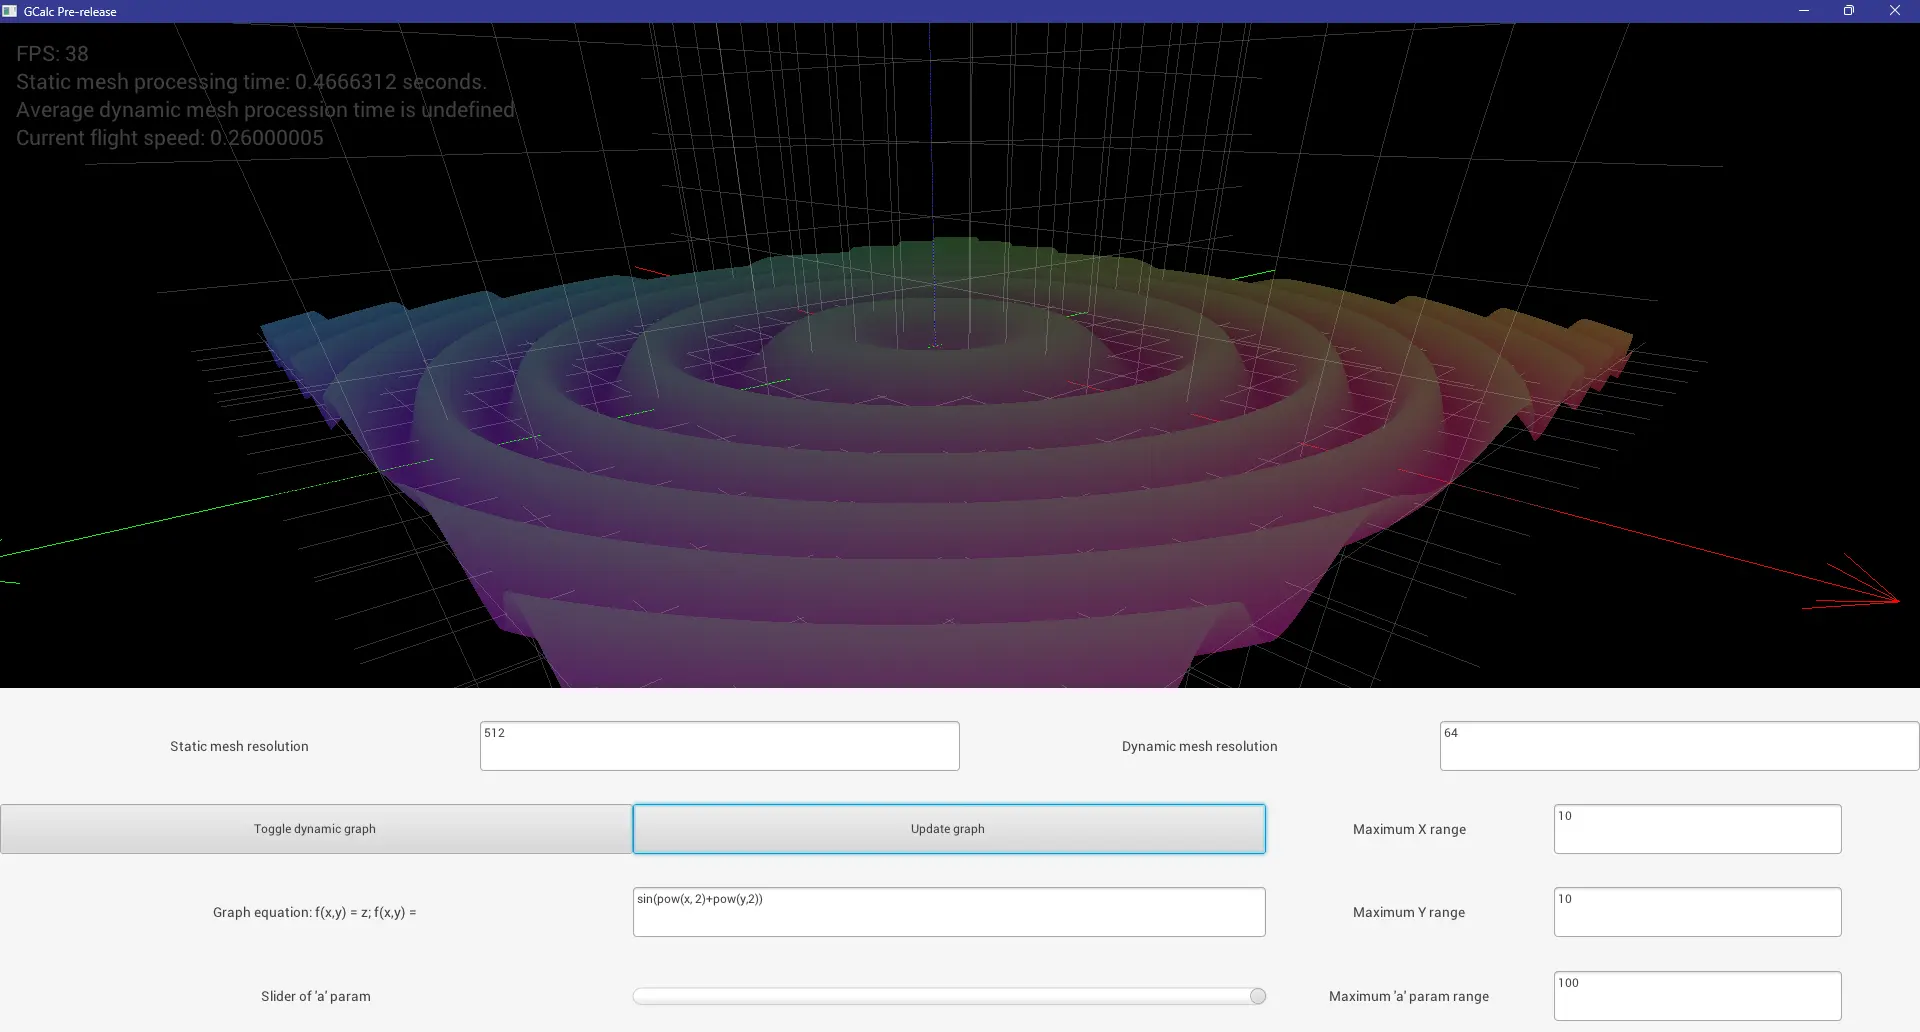 GCalc Pre-release
FPS: 38
Static mesh processing time: 0.4666312 seconds.
Average dynamic mesh procession time is undefined
Current flight speed: 0.26000005
Static mesh resolution
512
Dynamic mesh resolution
64
Toggle dynamic graph
Update graph
Maximum X range
10
Graph equation: f(x,y) = z; f(x,y) =
sin(pow(x, 2)+pow(y,2))
Maximum Y range
10
Slider of 'a' param
Maximum 'a' param range
100